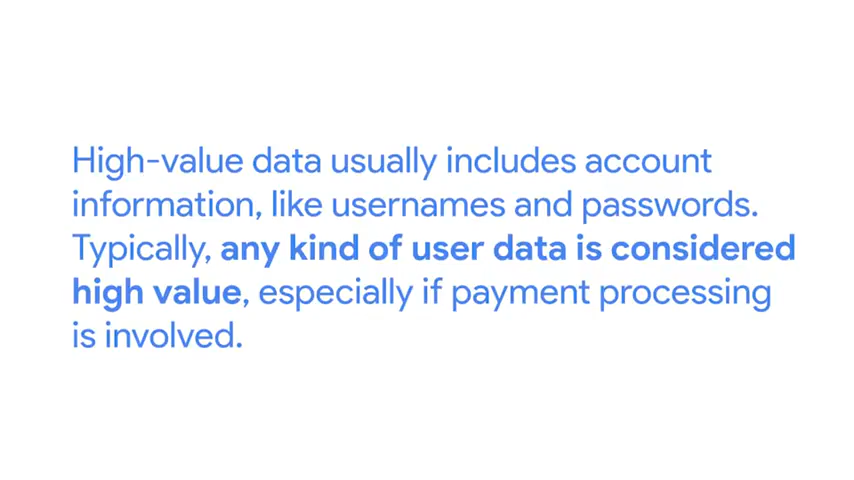 High-value data usually includes account
information, like usernames and passwords.
Typically, any kind of user data is considered
high value, especially if payment processing
is involved.